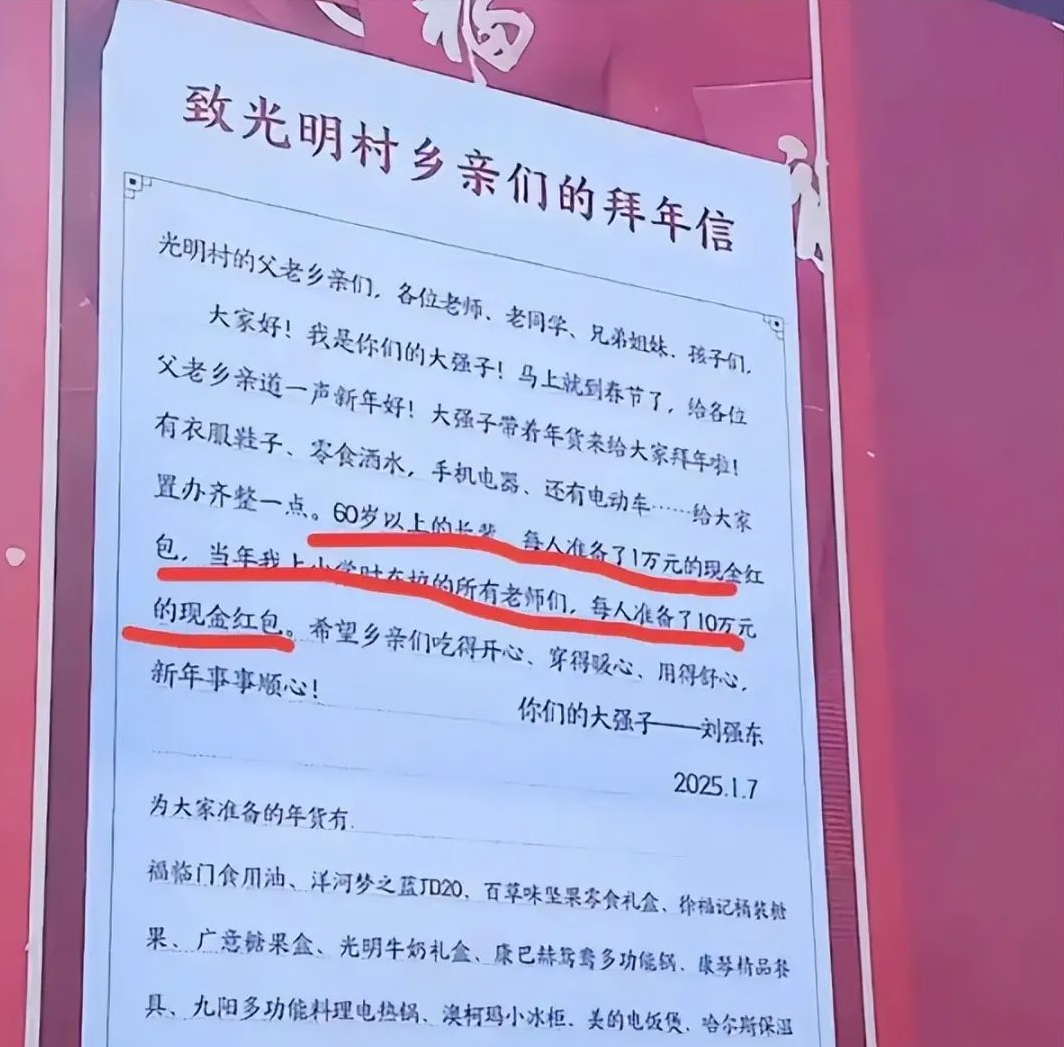 福
致光明村乡亲们的拜年信
光明村的父老乡亲们，各位老师、老同学、兄弟姐妹、孩子们，
大家好！我是你们的大强子！马上就到春节了，给各位
父老乡亲道一声新年好！大强子带着年货来给大家拜年啦！
有衣服鞋子、零食酒水，手机电器、还有电动车……给大家
置办齐整一点。60岁以上的长辈，每人准备了1万元的现金红
包，当年我上小学时在校的所有老师们，每人准备了10万元
的现金红包。希望乡亲们吃得开心、穿得暖心、用得舒心，
新年事事顺心！
你们的大强子——刘强东
2025.1.7
为大家准备的年货有.
福临门食用油、洋河梦之蓝JD20、百草味坚果零食礼盒、徐福记桶装糖
果、广意糖果盒、光明牛奶礼盒、康巴赫鸳鸯多功能锅、康琴精品餐
具、九阳多功能料理电热锅、澳柯玛小冰柜、美的电饭煲、哈尔斯保温